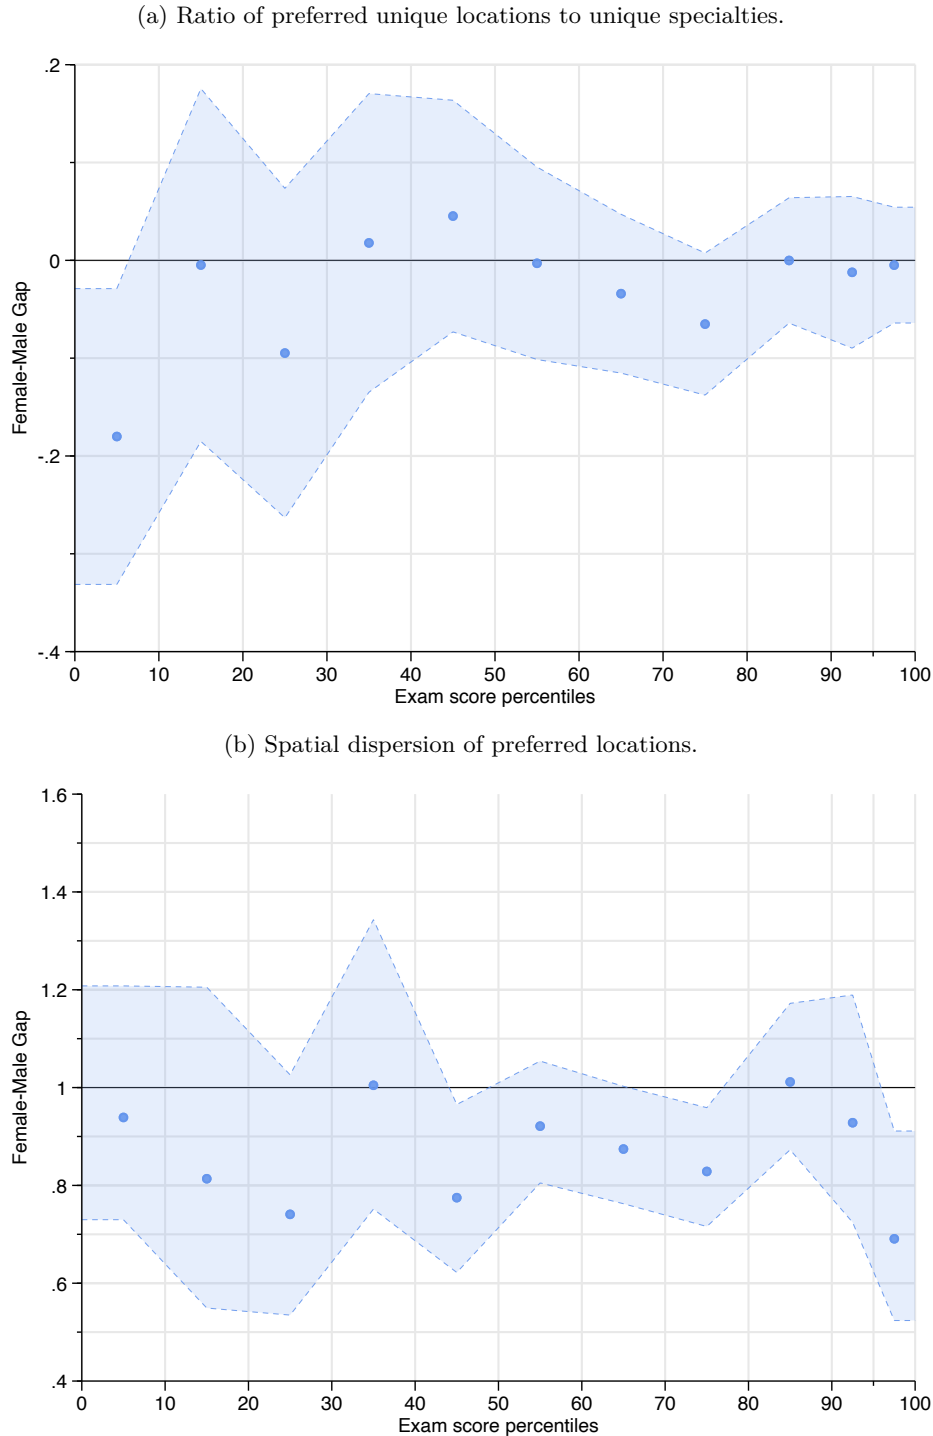 (a) Ratio of preferred unique locations to unique specialties.
.2
0
-.2
-.4
Female-Male Gap
0 10 20 30 40 50 60 70 80 90 100
Exam score percentiles
(b) Spatial dispersion of preferred locations.
1.6
1.4
1.2
1
.8
.6
.4
Female-Male Gap
0 10 20 30 40 50 60 70 80 90 100
Exam score percentiles